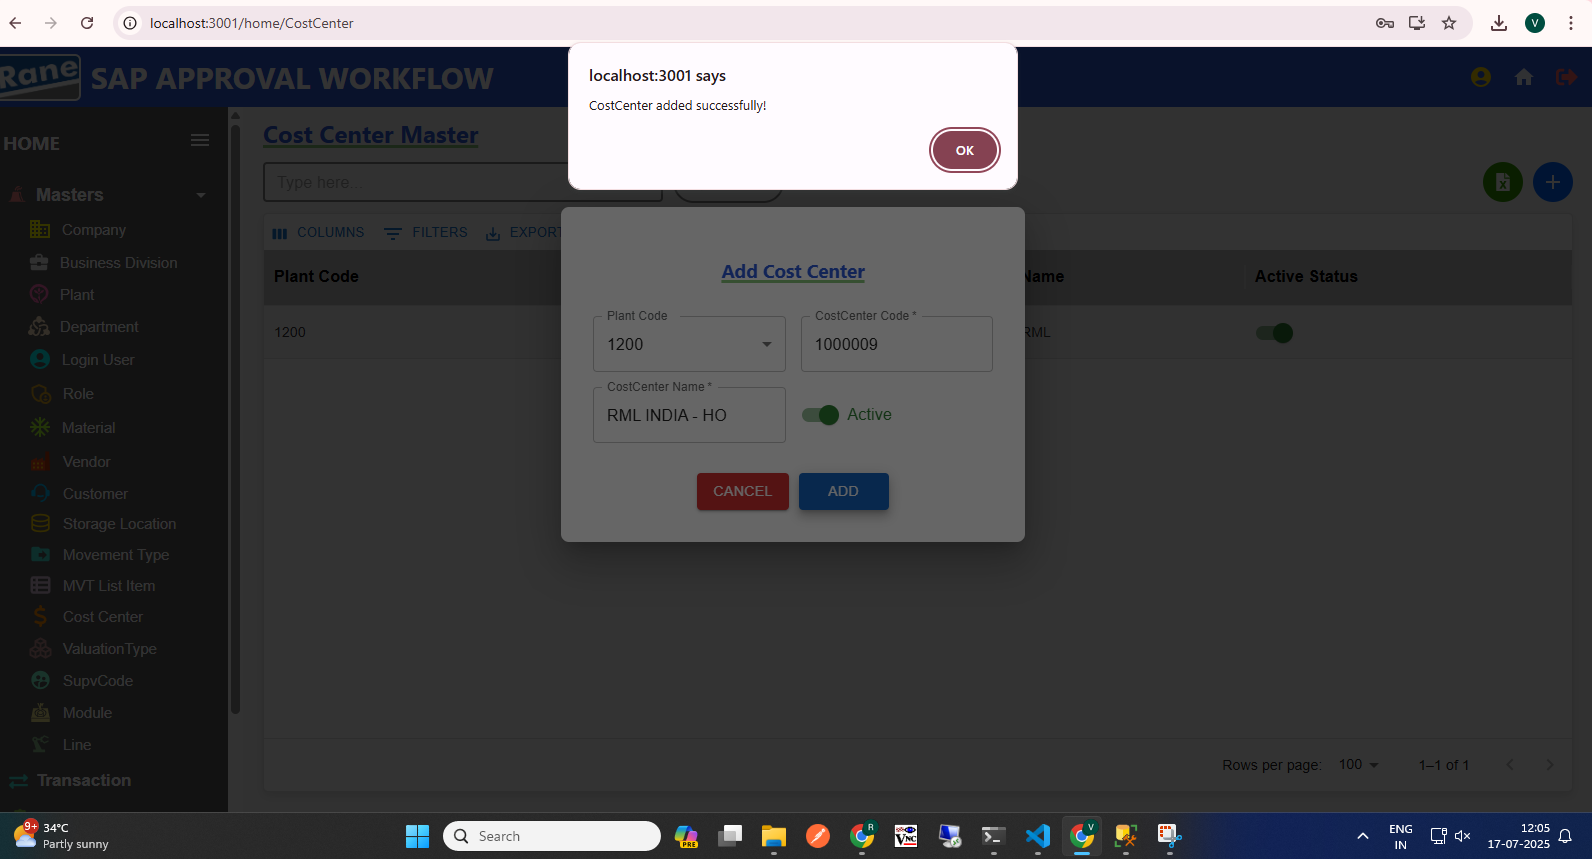 localhost:3001/home/CostCenter
V
localhost:3001 says
CostCenter added successfully!
OK
Rane
SAP APPROVAL WORKFLOW
HOME
Masters
Company
Business Division
Plant
Department
Login User
Role
Material
Vendor
Customer
Storage Location
Movement Type
MVT List Item
Cost Center
ValuationType
SupvCode
Module
Line
Transaction
Cost Center Master
Type here...
COLUMNS FILTERS EXPORT
Plant Code Name Active Status
1200 RML
Add Cost Center
Plant Code
1200
CostCenter Code *
1000009
CostCenter Name *
RML INDIA - HO
Active
CANCEL ADD
Rows per page: 100 1–1 of 1
9+
34°C
Partly sunny
Search
PRE
R
VNC
V
ENG
IN
12:05
17-07-2025